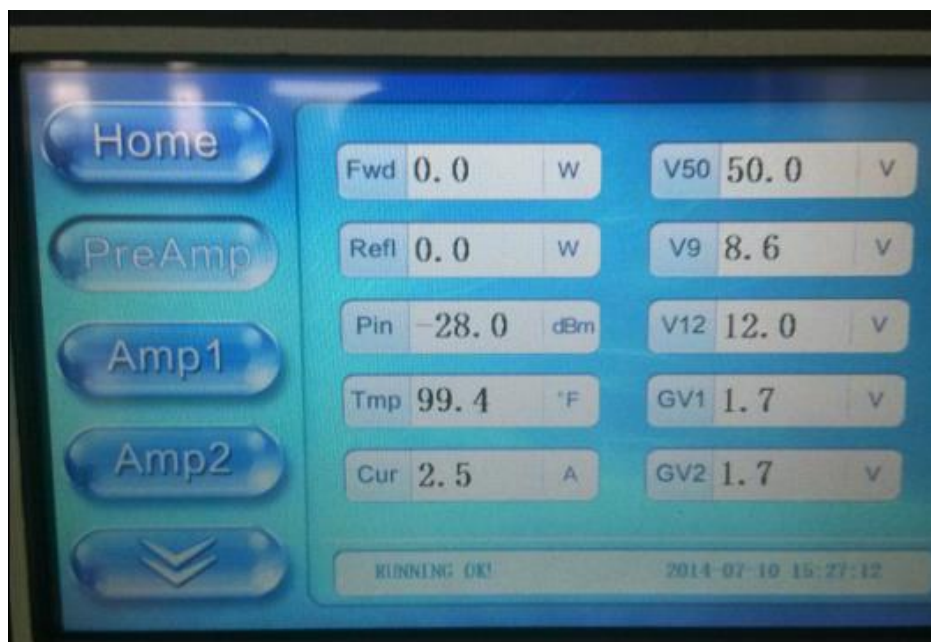 Home
PreAmp
Amp1
Amp2
Fwd 0.0 W
Refl 0.0 W
Pin -28.0 dBm
Tmp 99.4 °F
Cur 2.5 A
V50 50.0 V
V9 8.6 V
V12 12.0 V
GV1 1.7 V
GV2 1.7 V
RUNNING OK! 2014-07-10 15:27:12